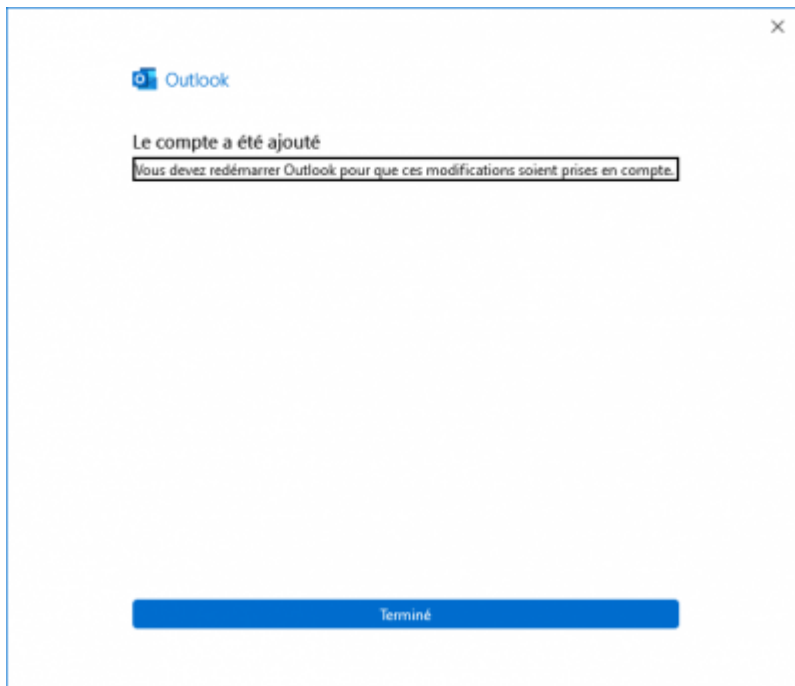 Outlook
Le compte a été ajouté
Vous devez redémarrer Outlook pour que ces modifications soient prises en compte.
Terminé